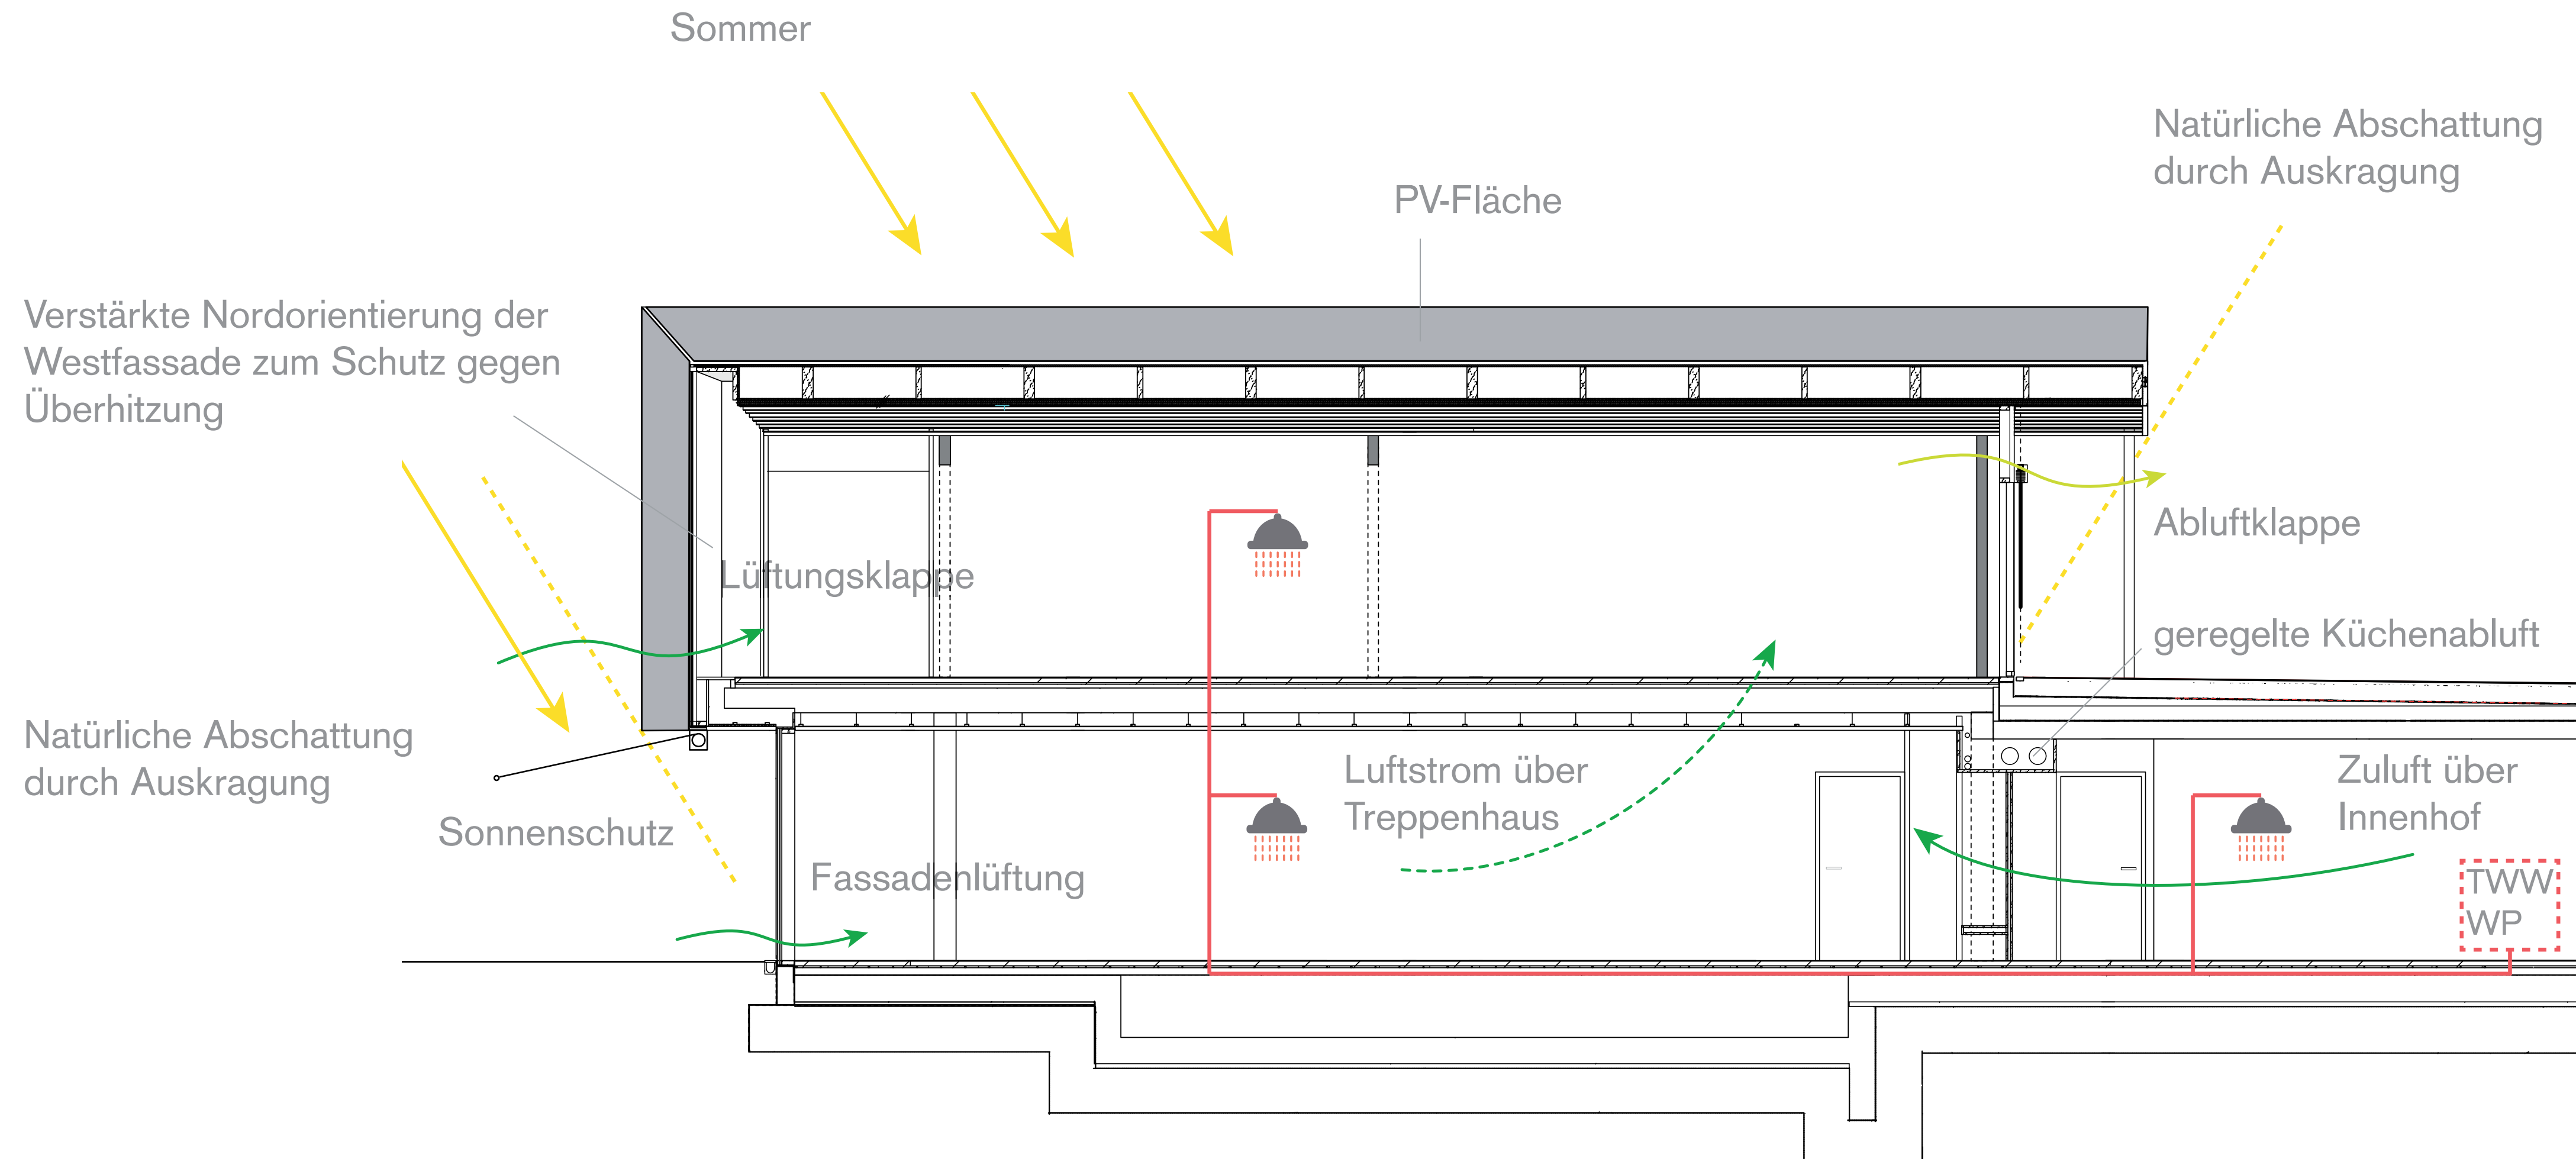 Sommer
Natürliche Abschattung
durch Auskragung
PV-Fläche
Verstärkte Nordorientierung der
Westfassade zum Schutz gegen
Überhitzung
Abluftklappe
Lüftungsklappe
geregelte Küchenabluft
Natürliche Abschattung
durch Auskragung
Luftstrom über
Treppenhaus
Zuluft über
Innenhof
Sonnenschutz
Fassadenlüftung
TWW
WP